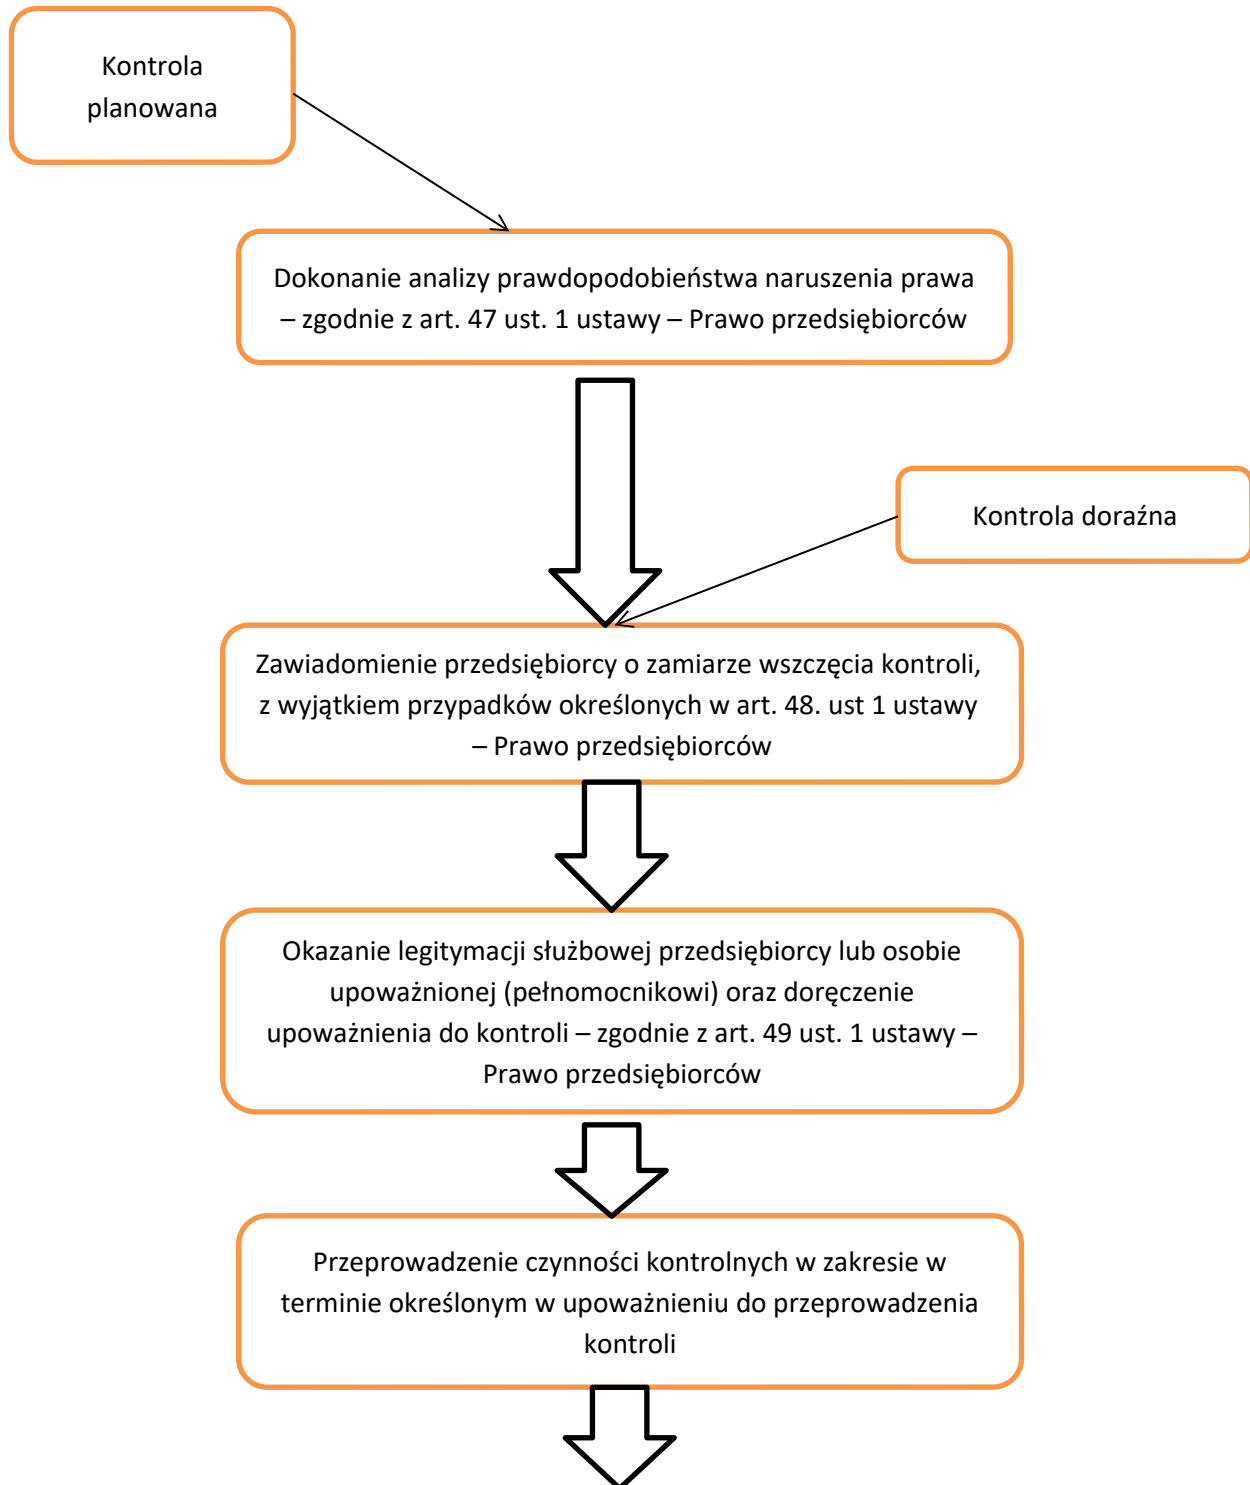 Kontrola
planowana
Dokonanie analizy prawdopodobieństwa naruszenia prawa
– zgodnie z art. 47 ust. 1 ustawy – Prawo przedsiębiorców
Kontrola doraźna
Zawiadomienie przedsiębiorcy o zamiarze wszczęcia kontroli,
z wyjątkiem przypadków określonych w art. 48. ust 1 ustawy
– Prawo przedsiębiorców
Okazanie legitymacji służbowej przedsiębiorcy lub osobie
upoważnionej (pełnomocnikowi) oraz doręczenie
upoważnienia do kontroli – zgodnie z art. 49 ust. 1 ustawy –
Prawo przedsiębiorców
Przeprowadzenie czynności kontrolnych w zakresie w
terminie określonym w upoważnieniu do przeprowadzenia
kontroli